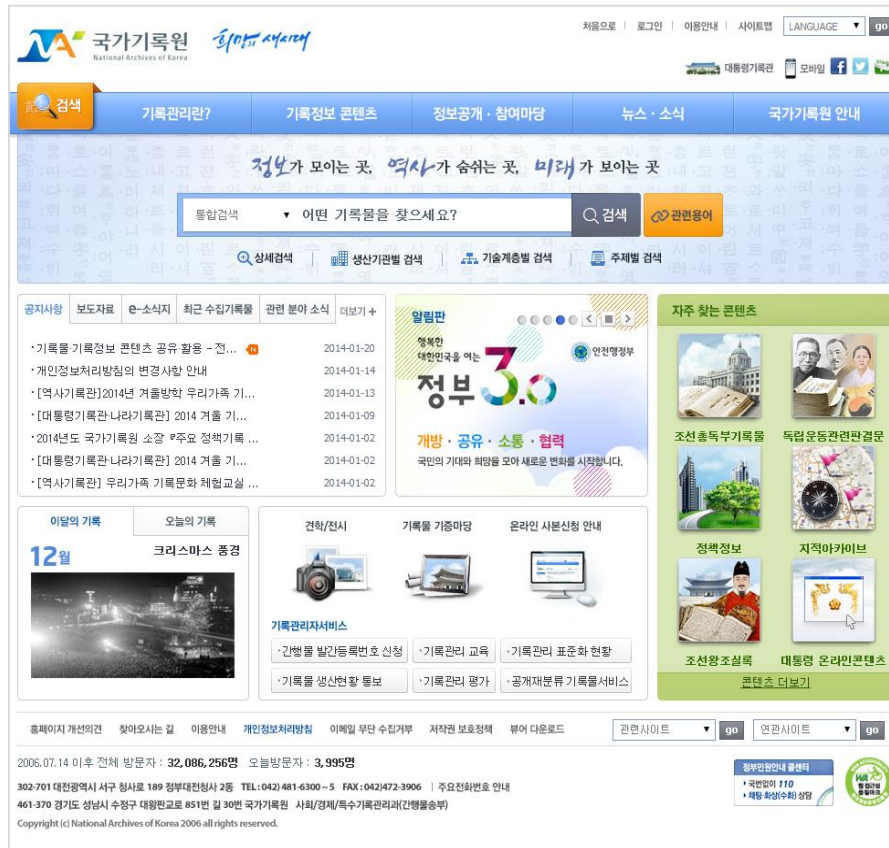 국가기록원
National Archives of Korea
희망의 새시대
처음으로 | 로그인 | 이용안내 | 사이트맵
LANGUAGE ▼ go
대통령기록관 모바일
검색
기록관리란?
기록정보 콘텐츠
정보공개 · 참여마당
뉴스 · 소식
국가기록원 안내
정보가 모이는 곳, 역사가 숨쉬는 곳, 미래가 보이는 곳
통합검색 ▼ 어떤 기록물을 찾으세요? 검색 관련용어
상세검색 | 생산기관별 검색 | 기술계층별 검색 | 주제별 검색
공지사항 보도자료 e-소식지 최근 수집기록물 관련 분야 소식 더보기 +
·기록물·기록정보 콘텐츠 공유·활용 - 전... N 2014-01-20
·개인정보처리방침의 변경사항 안내 2014-01-14
·[역사기록관]2014년 겨울방학 우리가족 기... 2014-01-13
·[대통령기록관·나라기록관] 2014 겨울 기... 2014-01-09
·2014년도 국가기록원 소장 『주요 정책기록 ... 2014-01-02
·[대통령기록관·나라기록관] 2014 겨울 기... 2014-01-02
·[역사기록관] 우리가족 기록문화 체험교실 ... 2014-01-02
알림판
행복한
대한민국을 여는
정부 3.0
안전행정부
개방 · 공유 · 소통 · 협력
국민의 기대와 희망을 모아 새로운 변화를 시작합니다.
자주 찾는 콘텐츠
조선총독부기록물 독립운동관련판결문
정책정보 지적아카이브
조선왕조실록 대통령 온라인콘텐츠
콘텐츠 더보기
이달의 기록 오늘의 기록
12월 크리스마스 풍경
견학/전시 기록물 기증마당 온라인 사본신청 안내
기록관리자서비스
·간행물 발간등록번호 신청 ·기록관리 교육 ·기록관리 표준화 현황
·기록물 생산현황 통보 ·기록관리 평가 ·공개재분류 기록물서비스
홈페이지 개선의견 찾아오시는 길 이용안내 개인정보처리방침 이메일 무단 수집거부 저작권 보호정책 뷰어 다운로드
관련사이트 ▼ go 연관사이트 ▼ go
2006.07.14 이후 전체 방문자 : 32,086,256명 오늘방문자 : 3,995명
302-701 대전광역시 서구 청사로 189 정부대전청사 2동 TEL:042) 481-6300~5 FAX:042)472-3906 | 주요전화번호 안내
461-370 경기도 성남시 수정구 대왕판교로 851번 길 30번 국가기록원 사회/경제/특수기록관리과(간행물송부)
Copyright (c) National Archives of Korea 2006 all rights reserved.
정부민원안내 콜센터
국번없이 110
채팅·화상(수화) 상담
WA
웹 접근성
품질마크